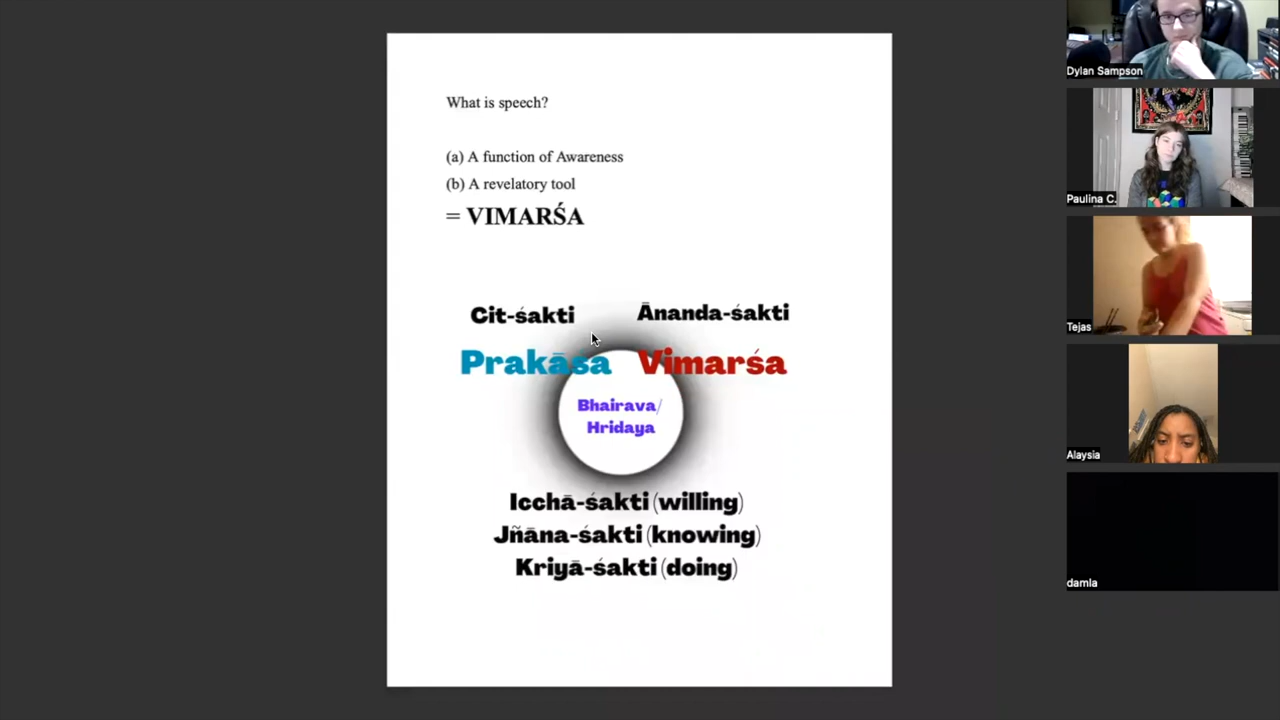 What is speech?
(a) A function of Awareness
(b) A revelatory tool
= VIMARŚA
Cit-śakti
Ānanda-śakti
Prakāśa
Vimarśa
Bhairava/
Hridaya
Icchā-śakti (willing)
Jñāna-śakti (knowing)
Kriyā-śakti (doing)
Dylan Sampson
Paulina C.
Tejas
Alaysia
damla